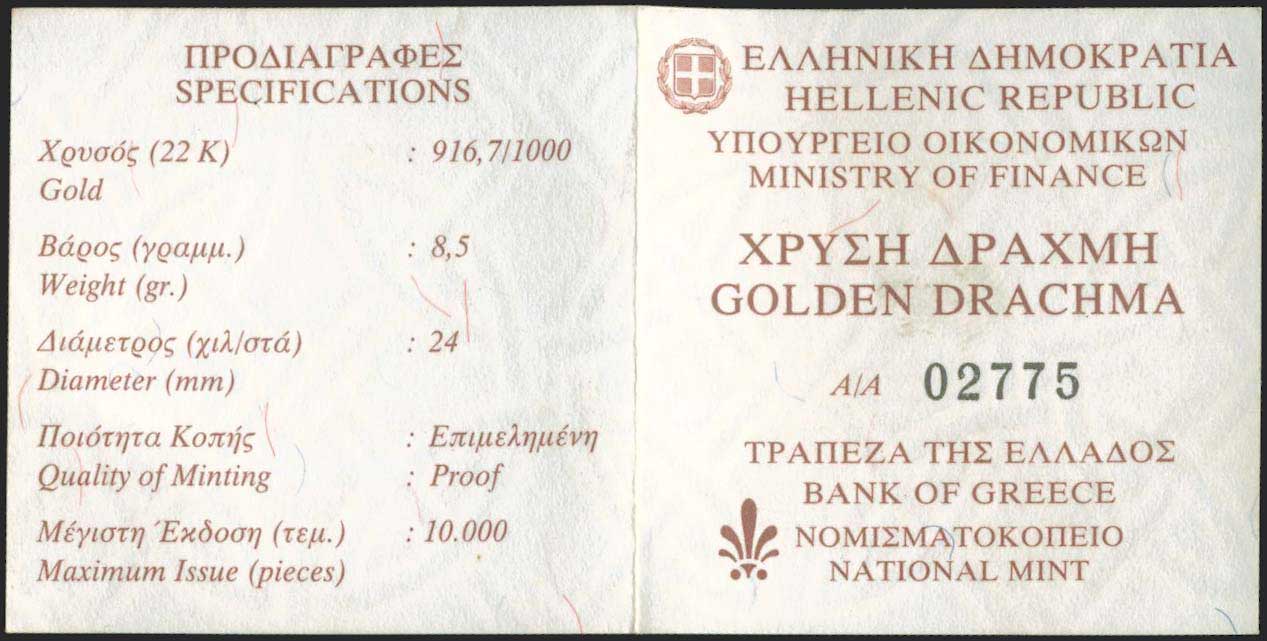 ΠΡΟΔΙΑΓΡΑΦΕΣ
SPECIFICATIONS
Χρυσός (22 Κ) : 916,7/1000
Gold
Βάρος (γραμμ.) : 8,5
Weight (gr.)
Διάμετρος (χιλ/στά) : 24
Diameter (mm)
Ποιότητα Κοπής : Επιμελημένη
Quality of Minting : Proof
Μέγιστη Έκδοση (τεμ.) : 10.000
Maximum Issue (pieces)
ΕΛΛΗΝΙΚΗ ΔΗΜΟΚΡΑΤΙΑ
HELLENIC REPUBLIC
ΥΠΟΥΡΓΕΙΟ ΟΙΚΟΝΟΜΙΚΩΝ
MINISTRY OF FINANCE
ΧΡΥΣΗ ΔΡΑΧΜΗ
GOLDEN DRACHMA
Α/Α 02775
ΤΡΑΠΕΖΑ ΤΗΣ ΕΛΛΑΔΟΣ
BANK OF GREECE
ΝΟΜΙΣΜΑΤΟΚΟΠΕΙΟ
NATIONAL MINT